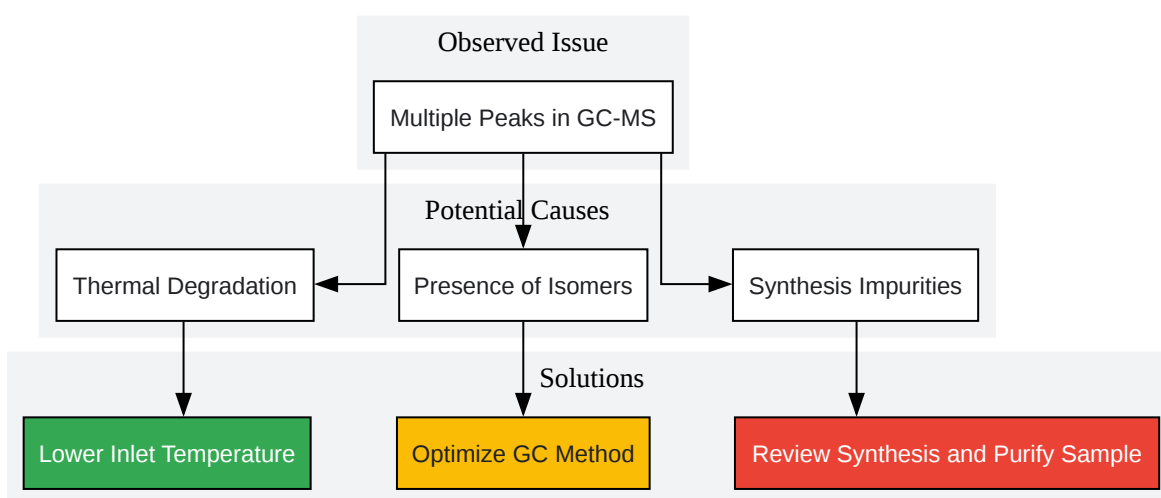 Observed Issue
Multiple Peaks in GC-MS
Potential Causes
Thermal Degradation
Presence of Isomers
Synthesis Impurities
Solutions
Lower Inlet Temperature
Optimize GC Method
Review Synthesis and Purify Sample